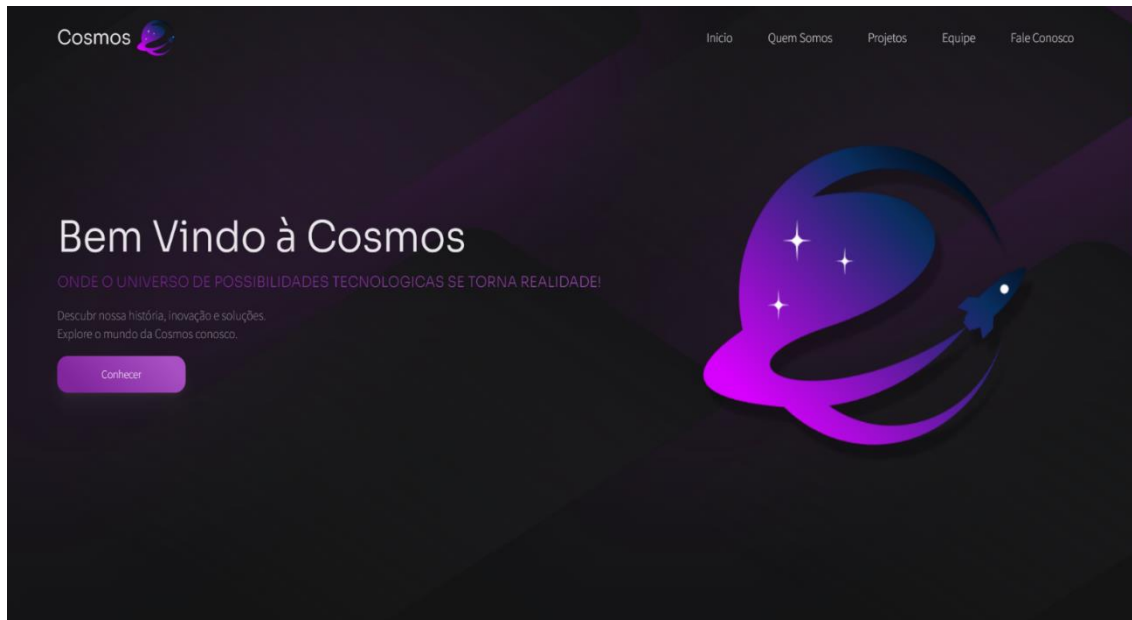 Cosmos
Inicio
Quem Somos
Projetos
Equipe
Fale Conosco
Bem Vindo à Cosmos
ONDE O UNIVERSO DE POSSIBILIDADES TECNOLOGICAS SE TORNA REALIDADE!
Descubr nossa história, inovação e soluções.
Explore o mundo da Cosmos conosco.
Conhecer